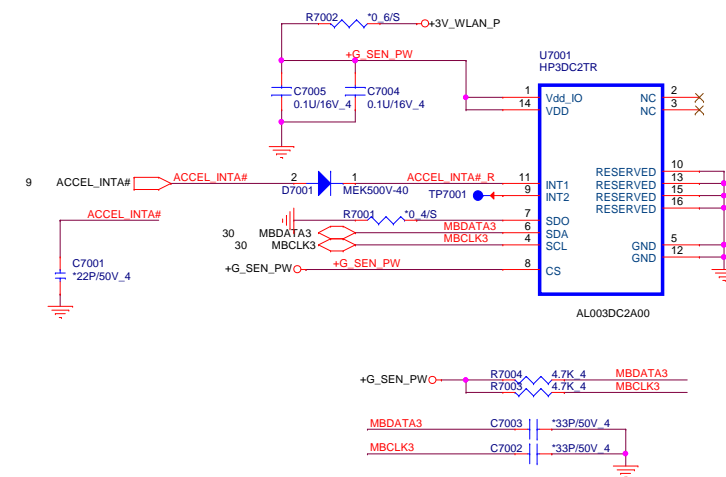 R7002 *0_6/S +3V_WLAN_P
+G_SEN_PW
U7001
HP3DC2TR
C7005 C7004
0.1U/16V_4 0.1U/16V_4
1 Vdd_IO NC 2
14 VDD NC 3
9 ACCEL_INTA# ACCEL_INTA# 2 1 ACCEL_INTA#_R 11 INT1
D7001 MEK500V-40
TP7001 9 INT2
RESERVED 10
RESERVED 13
RESERVED 15
RESERVED 16
ACCEL_INTA#
R7001 *0_4/S 7 SDO
30 MBDATA3 MBDATA3 6 SDA
30 MBCLK3 MBCLK3 4 SCL
GND 5
GND 12
C7001
*22P/50V_4
+G_SEN_PW +G_SEN_PW 8 CS
AL003DC2A00
+G_SEN_PW R7004 4.7K_4 MBDATA3
R7003 4.7K_4 MBCLK3
MBDATA3 C7003 *33P/50V_4
MBCLK3 C7002 *33P/50V_4